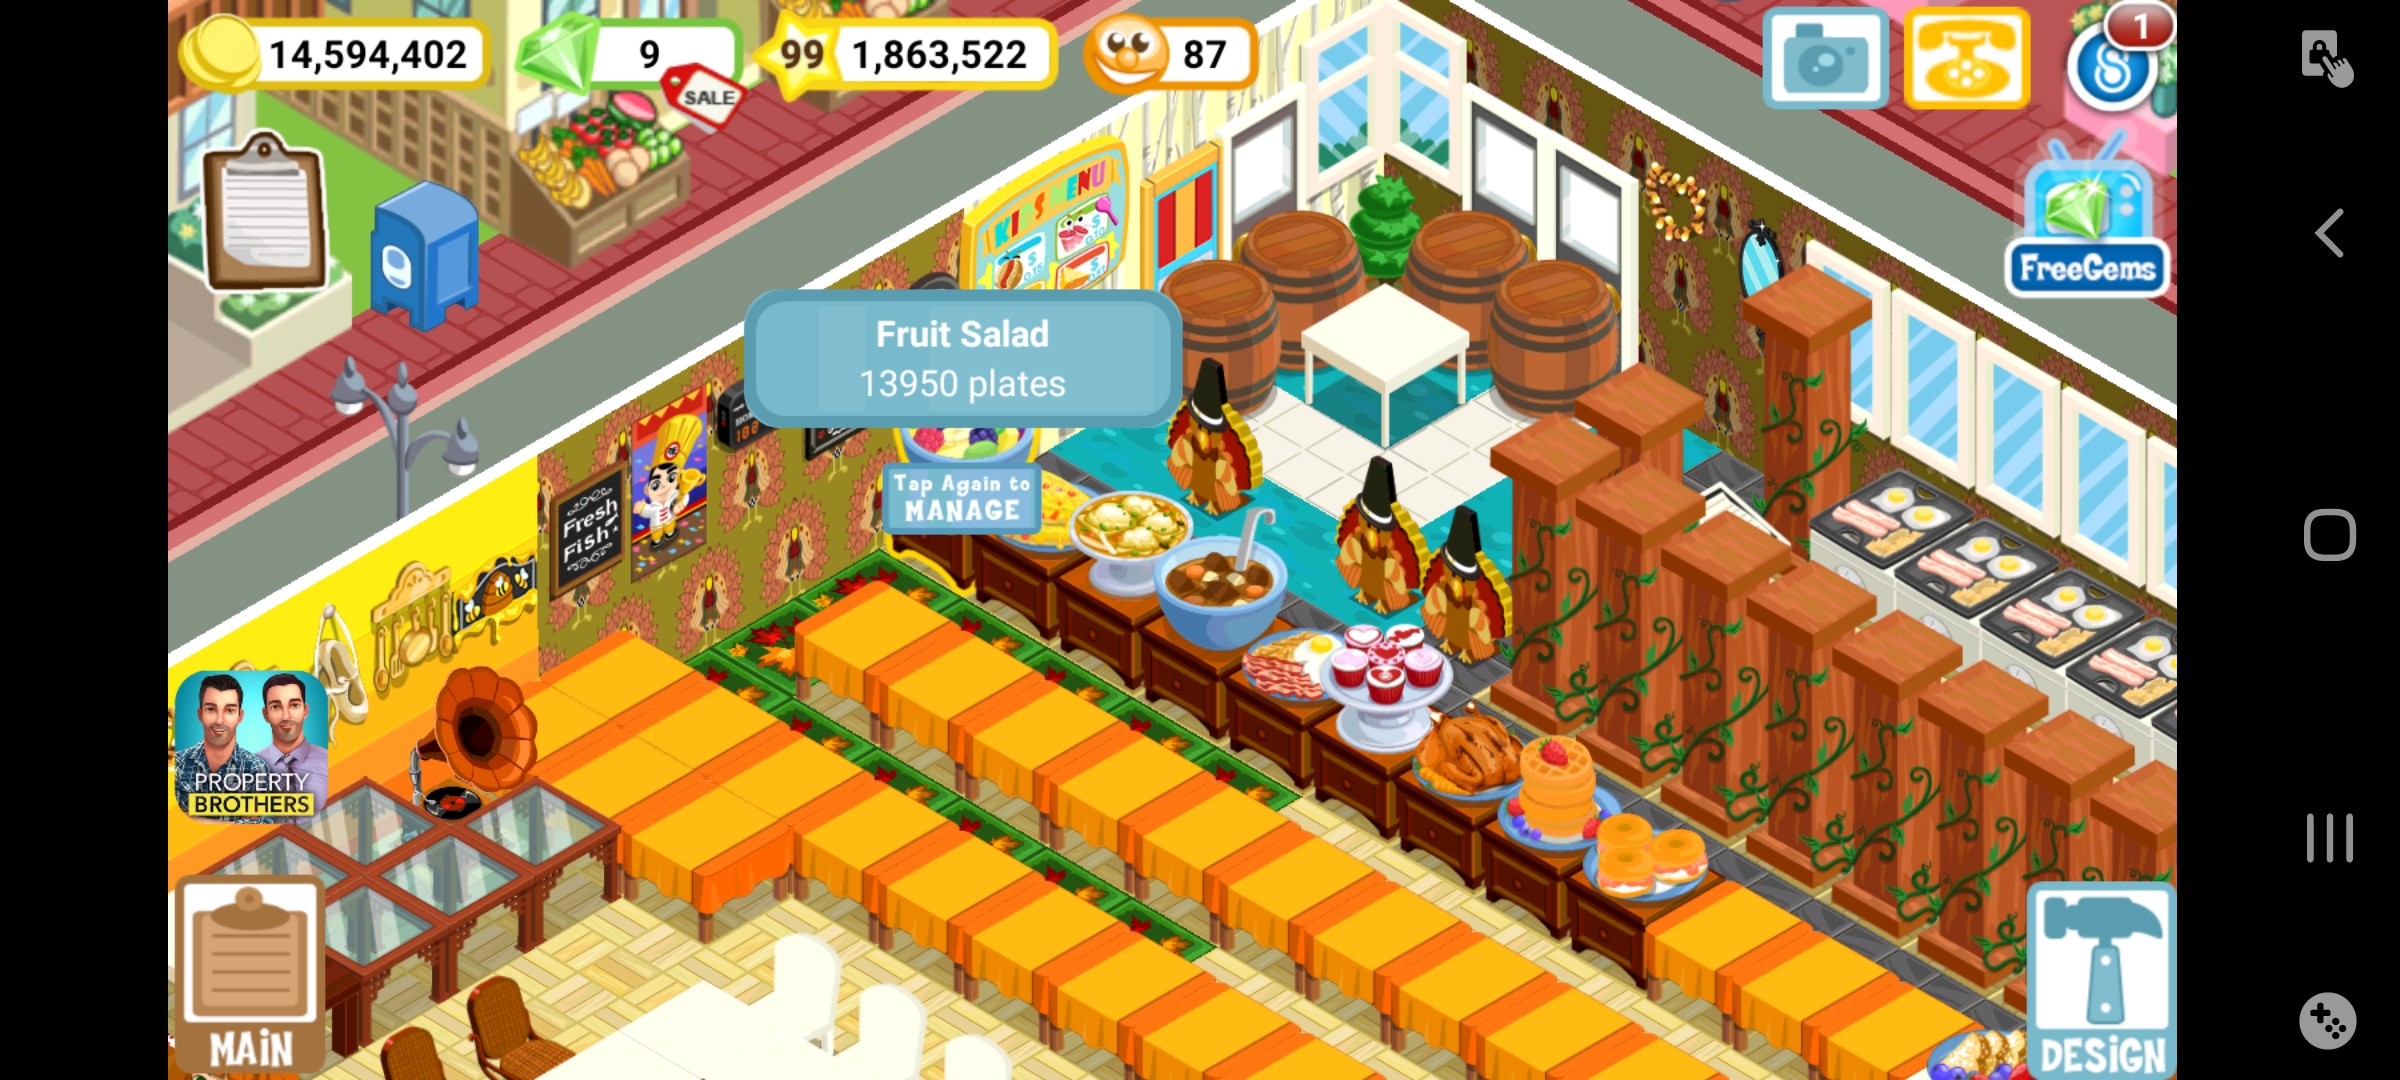 14,594,402
9
SALE
99
1,863,522
87
1
FreeGems
KIDS MENU
Fruit Salad
13950 plates
Tap Again to
MANAGE
Fresh
Fish
PROPERTY
BROTHERS
MAIN
DESIGN